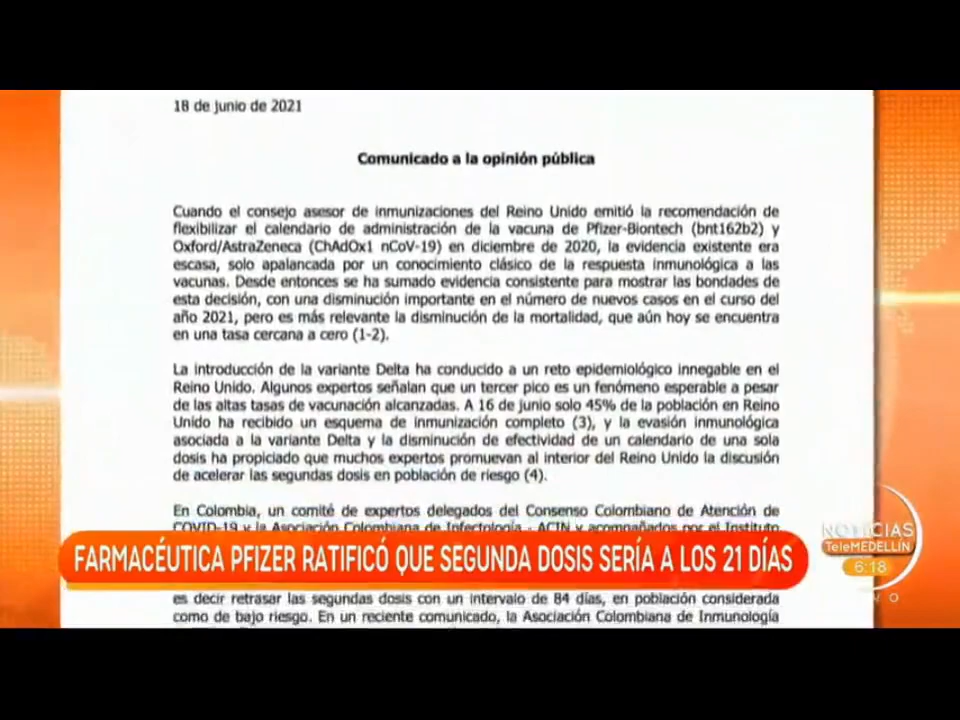 18 de junio de 2021
Comunicado a la opinión pública
Cuando el consejo asesor de inmunizaciones del Reino Unido emitió la recomendación de
flexibilizar el calendario de administración de la vacuna de Pfizer-Biontech (bnt162b2) y
Oxford/AstraZeneca (ChAdOx1 nCoV-19) en diciembre de 2020, la evidencia existente era
escasa, solo apalancada por un conocimiento clásico de la respuesta inmunológica a las
vacunas. Desde entonces se ha sumado evidencia consistente para mostrar las bondades de
esta decisión, con una disminución importante en el número de nuevos casos en el curso del
año 2021, pero es más relevante la disminución de la mortalidad, que aún hoy se encuentra
en una tasa cercana a cero (1-2).
La introducción de la variante Delta ha conducido a un reto epidemiológico innegable en el
Reino Unido. Algunos expertos señalan que un tercer pico es un fenómeno esperable a pesar
de las altas tasas de vacunación alcanzadas. A 16 de junio solo 45% de la población en Reino
Unido ha recibido un esquema de inmunización completo (3), y la evasión inmunológica
asociada a la variante Delta y la disminución de efectividad de un calendario de una sola
dosis ha propiciado que muchos expertos promuevan al interior del Reino Unido la discusión
de acelerar las segundas dosis en población de riesgo (4).
En Colombia, un comité de expertos delegados del Consenso Colombiano de Atención de
COVID-19 y la Asociación Colombiana de Infectología - ACIN y acompañados por el Instituto
FARMACÉUTICA PFIZER RATIFICÓ QUE SEGUNDA DOSIS SERÍA A LOS 21 DÍAS
NOTICIAS
TeleMEDELLÍN
6:18
VO
es decir retrasar las segundas dosis con un intervalo de 84 días, en población considerada
como de bajo riesgo. En un reciente comunicado, la Asociación Colombiana de Inmunología